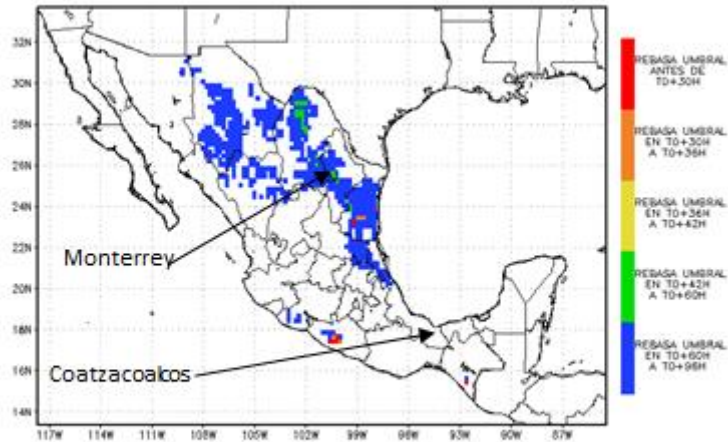 32N
30N
28N
26N
24N
22N
20N
18N
16N
14N
117W
114W
111W
108W
105W
102W
99W
96W
93W
90W
87W
Monterrey
Coatzacoalcos
REBASA UMBRAL
ANTES DE
T0+30H
REBASA UMBRAL
EN T0+30H
A T0+36H
REBASA UMBRAL
EN T0+36H
A T0+42H
REBASA UMBRAL
EN T0+42H
A T0+60H
REBASA UMBRAL
EN T0+60H
A T0+96H